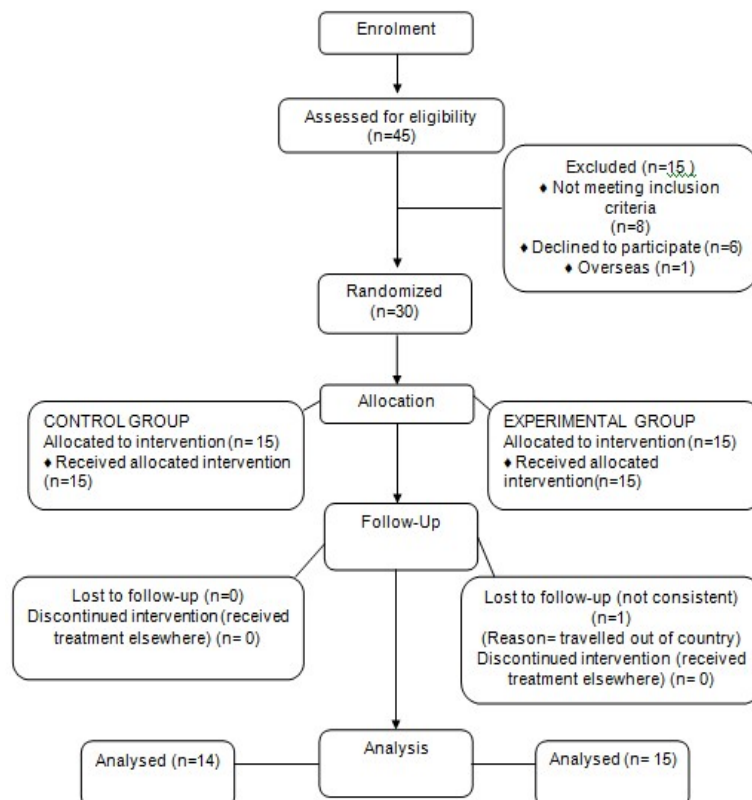 Enrolment
Assessed for eligibility
(n=45)
Excluded (n=15 )
♦ Not meeting inclusion
criteria
(n=8)
♦ Declined to participate (n=6)
♦ Overseas (n=1)
Randomized
(n=30)
Allocation
CONTROL GROUP
Allocated to intervention (n= 15)
♦ Received allocated intervention
(n=15)
EXPERIMENTAL GROUP
Allocated to intervention (n=15)
♦ Received allocated
intervention(n=15)
Follow-Up
Lost to follow-up (n=0)
Discontinued intervention (received
treatment elsewhere) (n= 0)
Lost to follow-up (not consistent)
(n=1)
(Reason= travelled out of country)
Discontinued intervention (received
treatment elsewhere) (n= 0)
Analysis
Analysed (n=14)
Analysed (n= 15)